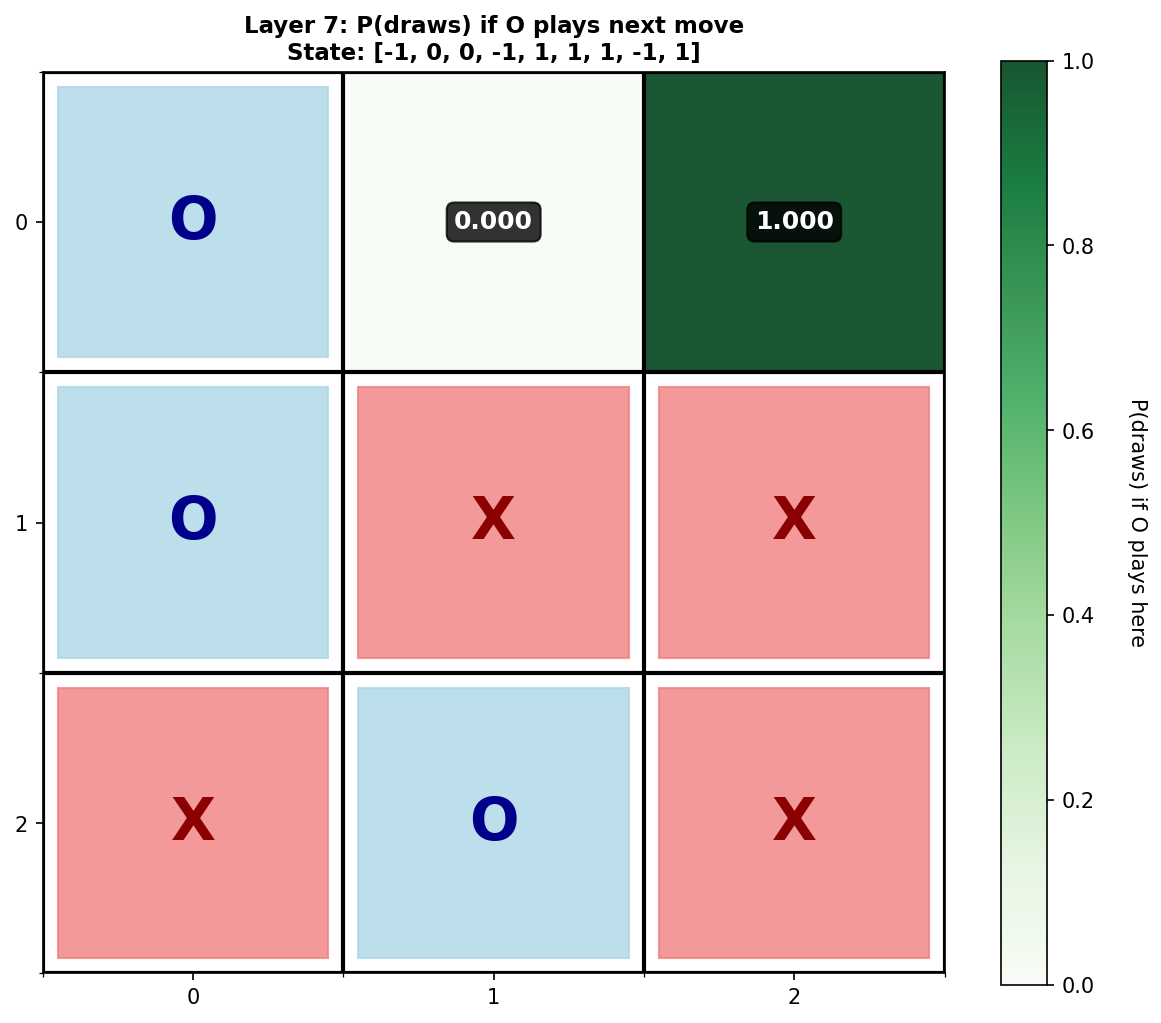 Layer 7: P(draws) if O plays next move
State: [-1, 0, 0, -1, 1, 1, 1, -1, 1]
0
O
0.000
1.000
1
O
X
X
2
X
O
X
0
1
2
1.0
0.8
0.6
0.4
0.2
0.0
P(draws) if O plays here